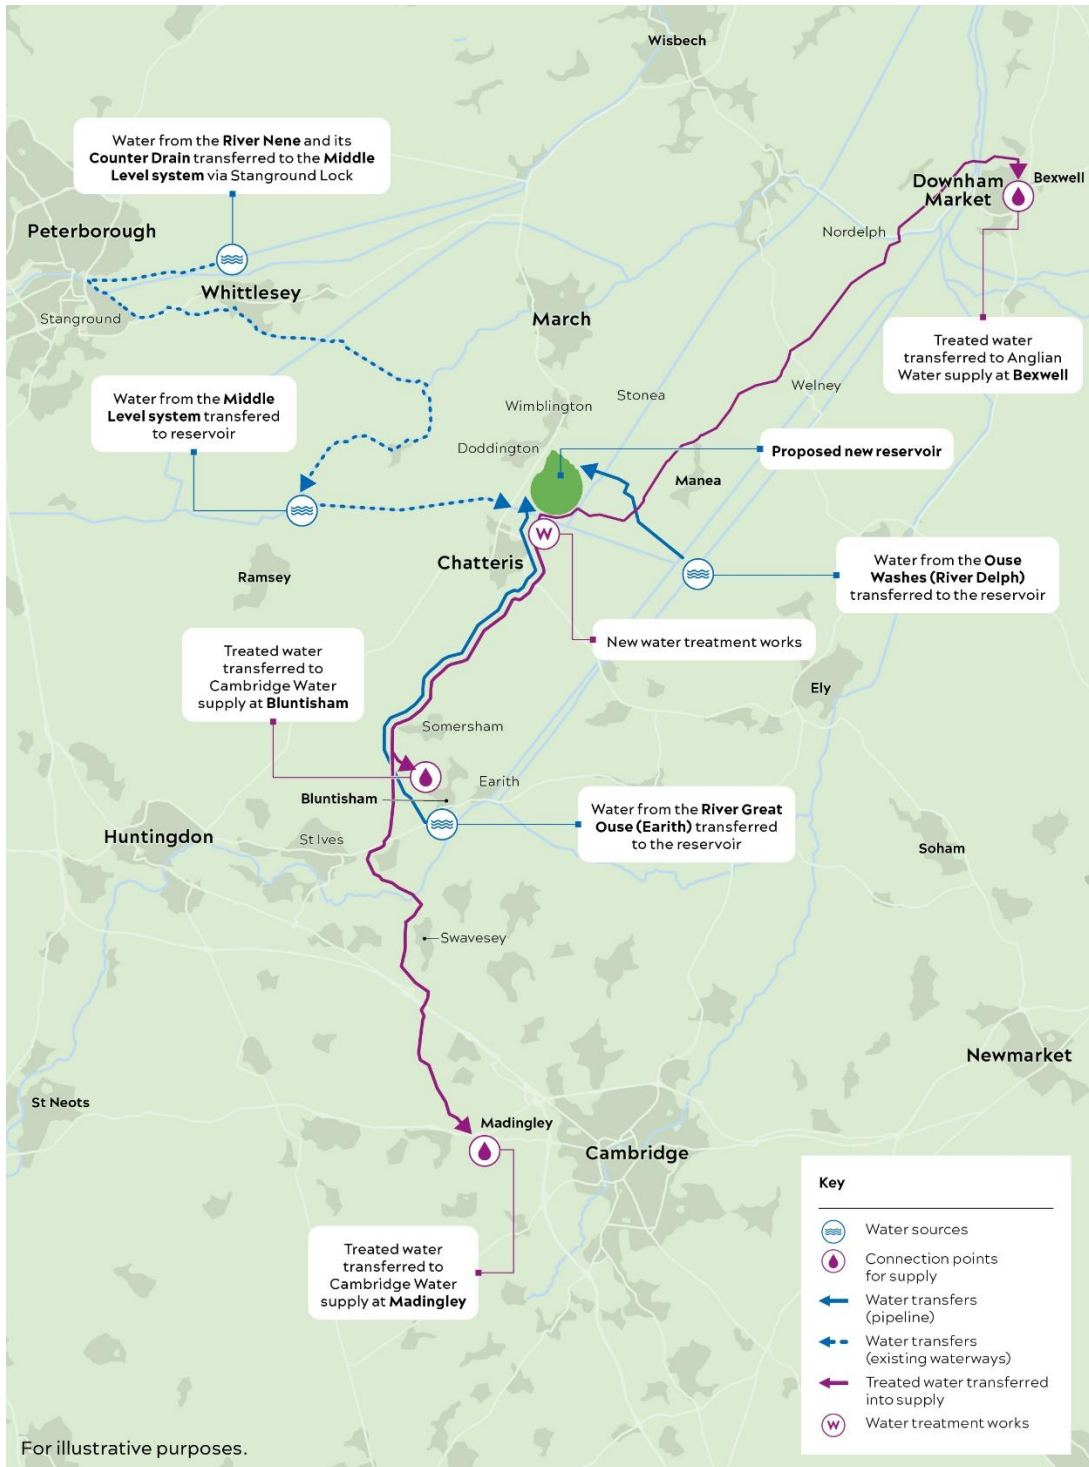 Wisbech
Water from the River Nene and its
Counter Drain transferred to the Middle
Level system via Stanground Lock
Downham
Market
Bexwell
Peterborough
Nordelph
Whittlesey
Stanground
March
Treated water
transferred to Anglian
Water supply at Bexwell
Water from the Middle
Level system transfered
to reservoir
Welney
Stonea
Wimblington
Doddington
Proposed new reservoir
Manea
W
Chatteris
Water from the Ouse
Washes (River Delph)
transferred to the reservoir
Ramsey
New water treatment works
Treated water
transferred to
Cambridge Water
supply at Bluntisham
Ely
Somersham
Earith
Bluntisham
Water from the River Great
Ouse (Earith) transferred
to the reservoir
Huntingdon
St Ives
Soham
Swavesey
Newmarket
St Neots
Madingley
Cambridge
Treated water
transferred to
Cambridge Water
supply at Madingley
Key
Water sources
Connection points
for supply
Water transfers
(pipeline)
Water transfers
(existing waterways)
Treated water transferred
into supply
W
Water treatment works
For illustrative purposes.